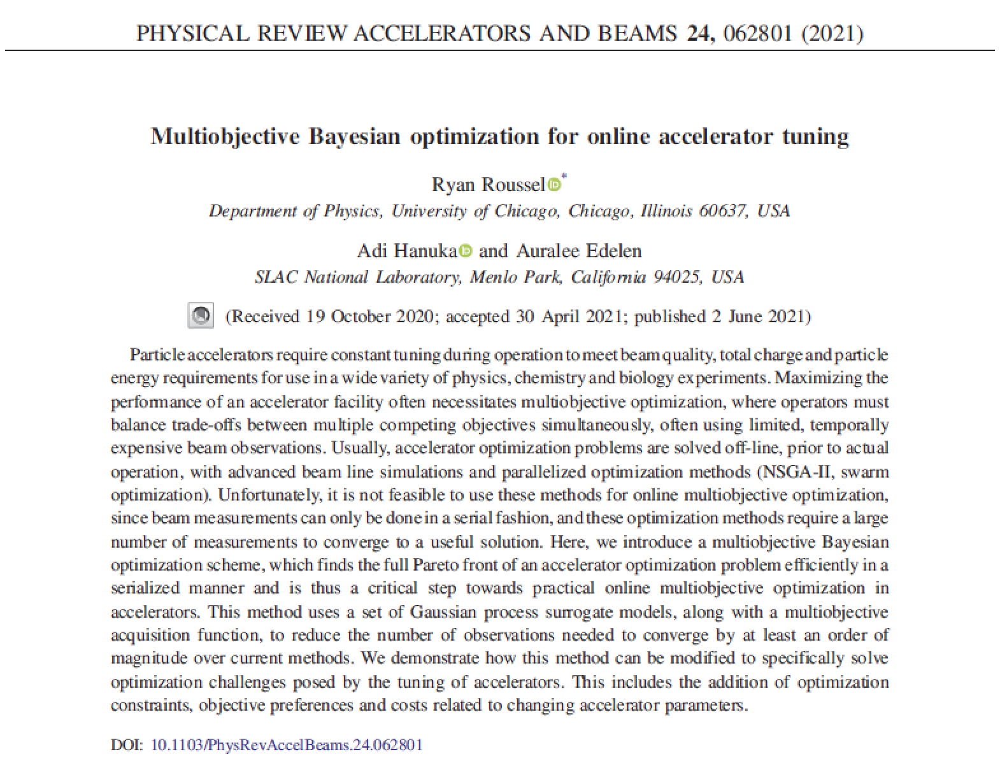 PHYSICAL REVIEW ACCELERATORS AND BEAMS 24, 062801 (2021)
Multiobjective Bayesian optimization for online accelerator tuning
Ryan Roussel*
Department of Physics, University of Chicago, Chicago, Illinois 60637, USA
Adi Hanuka and Auralee Edelen
SLAC National Laboratory, Menlo Park, California 94025, USA
(Received 19 October 2020; accepted 30 April 2021; published 2 June 2021)
Particle accelerators require constant tuning during operation to meet beam quality, total charge and particle
energy requirements for use in a wide variety of physics, chemistry and biology experiments. Maximizing the
performance of an accelerator facility often necessitates multiobjective optimization, where operators must
balance trade-offs between multiple competing objectives simultaneously, often using limited, temporally
expensive beam observations. Usually, accelerator optimization problems are solved off-line, prior to actual
operation, with advanced beam line simulations and parallelized optimization methods (NSGA-II, swarm
optimization). Unfortunately, it is not feasible to use these methods for online multiobjective optimization,
since beam measurements can only be done in a serial fashion, and these optimization methods require a large
number of measurements to converge to a useful solution. Here, we introduce a multiobjective Bayesian
optimization scheme, which finds the full Pareto front of an accelerator optimization problem efficiently in a
serialized manner and is thus a critical step towards practical online multiobjective optimization in
accelerators. This method uses a set of Gaussian process surrogate models, along with a multiobjective
acquisition function, to reduce the number of observations needed to converge by at least an order of
magnitude over current methods. We demonstrate how this method can be modified to specifically solve
optimization challenges posed by the tuning of accelerators. This includes the addition of optimization
constraints, objective preferences and costs related to changing accelerator parameters.
DOI: 10.1103/PhysRevAccelBeams.24.062801